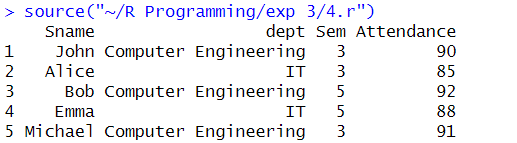 > source("~/R Programming/exp 3/4.r")
    Sname                 dept Sem Attendance
1    John Computer Engineering   3         90
2   Alice                   IT   3         85
3     Bob Computer Engineering   5         92
4    Emma                   IT   5         88
5 Michael Computer Engineering   3         91